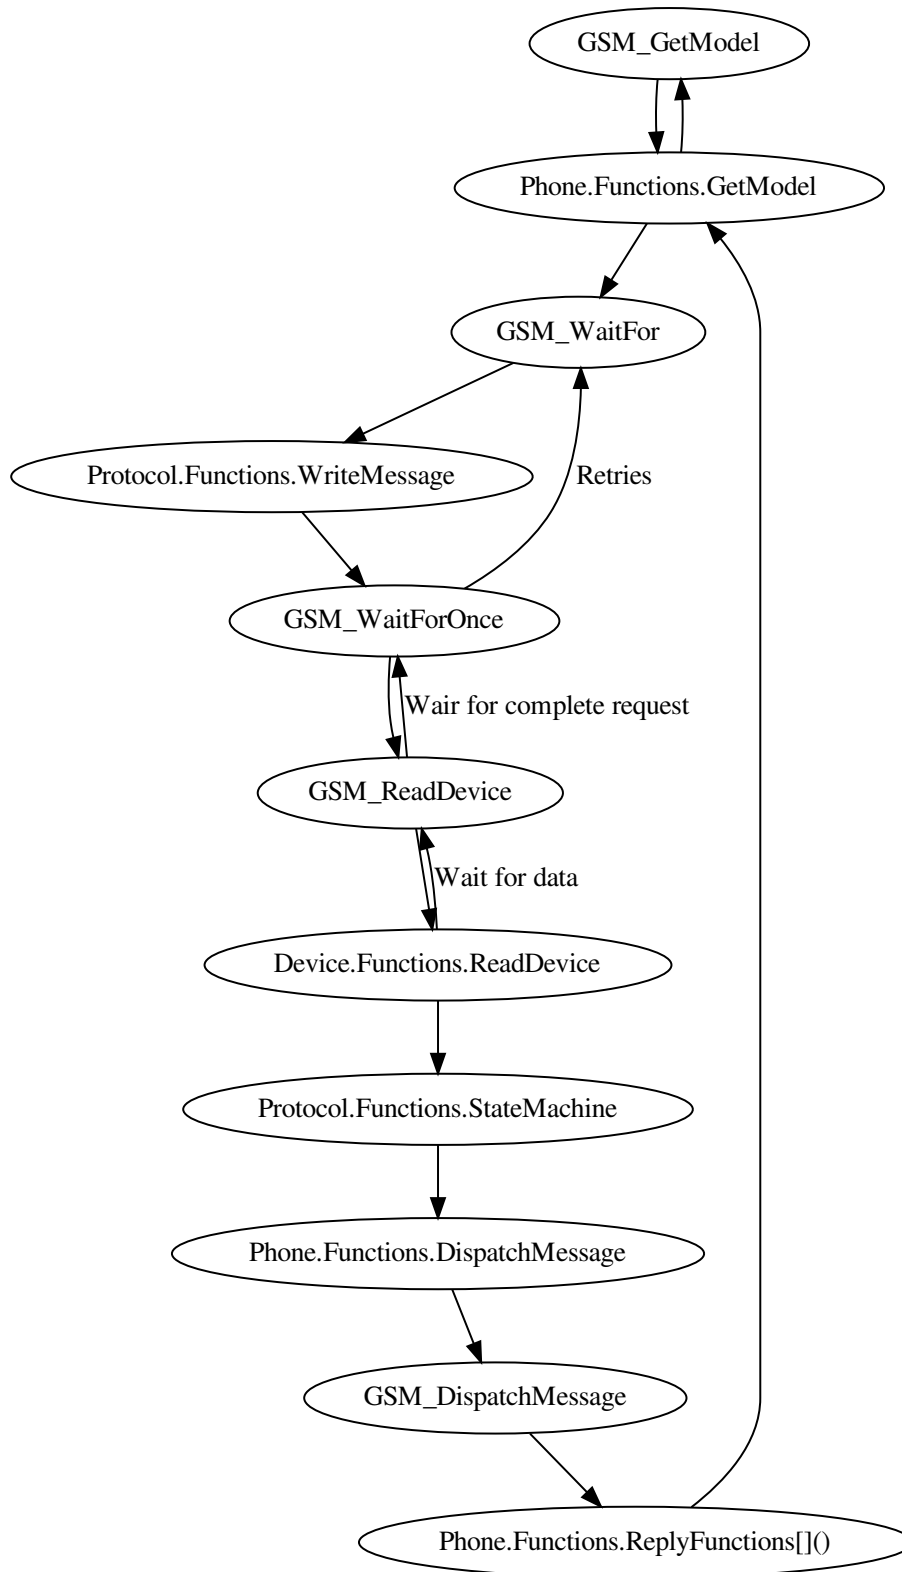 GSM_GetModel
Phone.Functions.GetModel
GSM_WaitFor
Protocol.Functions.WriteMessage
Retries
GSM_WaitForOnce
Wair for complete request
GSM_ReadDevice
Wait for data
Device.Functions.ReadDevice
Protocol.Functions.StateMachine
Phone.Functions.DispatchMessage
GSM_DispatchMessage
Phone.Functions.ReplyFunctions[]()